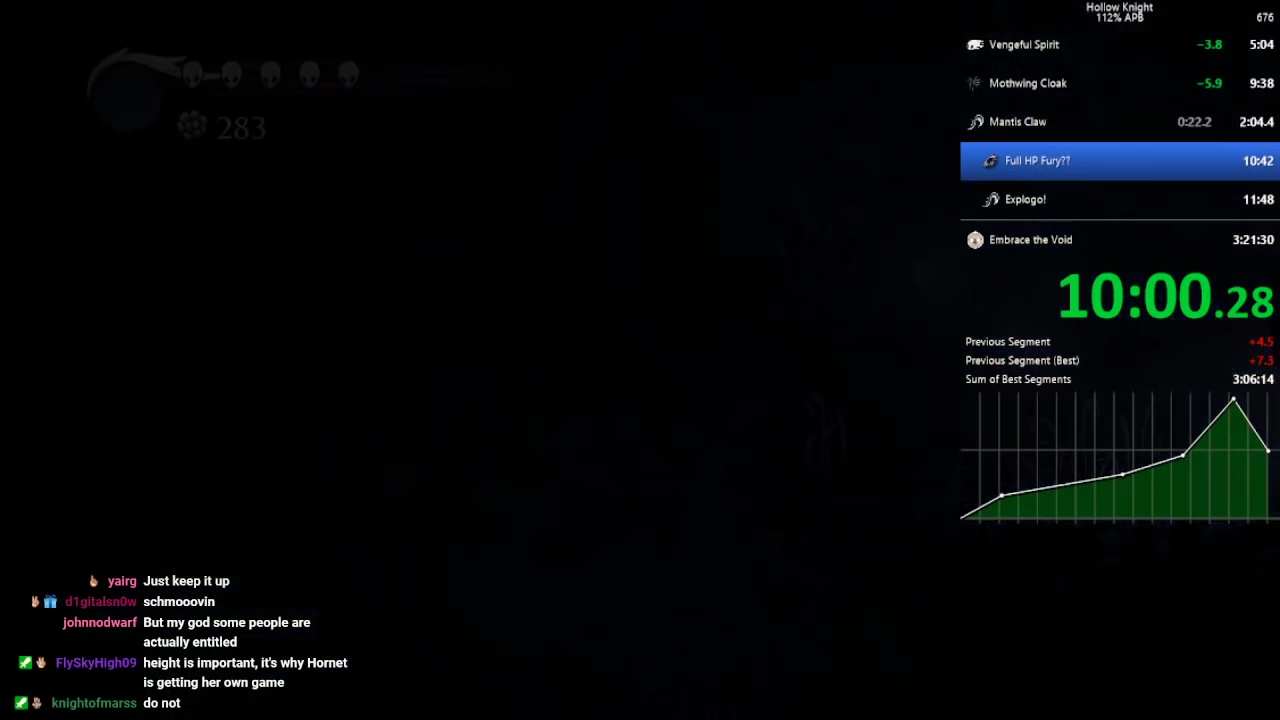 Hollow Knight
112% APB
676
Vengeful Spirit −3.8 5:04
Mothwing Cloak −5.9 9:38
Mantis Claw 0:22.2 2:04.4
Full HP Fury?? 10:42
Explogo! 11:48
Embrace the Void 3:21:30
10:00.28
Previous Segment +4.5
Previous Segment (Best) +7.3
Sum of Best Segments 3:06:14
283
yairg Just keep it up
d1gitalsn0w schmooovin
johnnodwarf But my god some people are
actually entitled
FlySkyHigh09 height is important, it's why Hornet
is getting her own game
knightofmarss do not